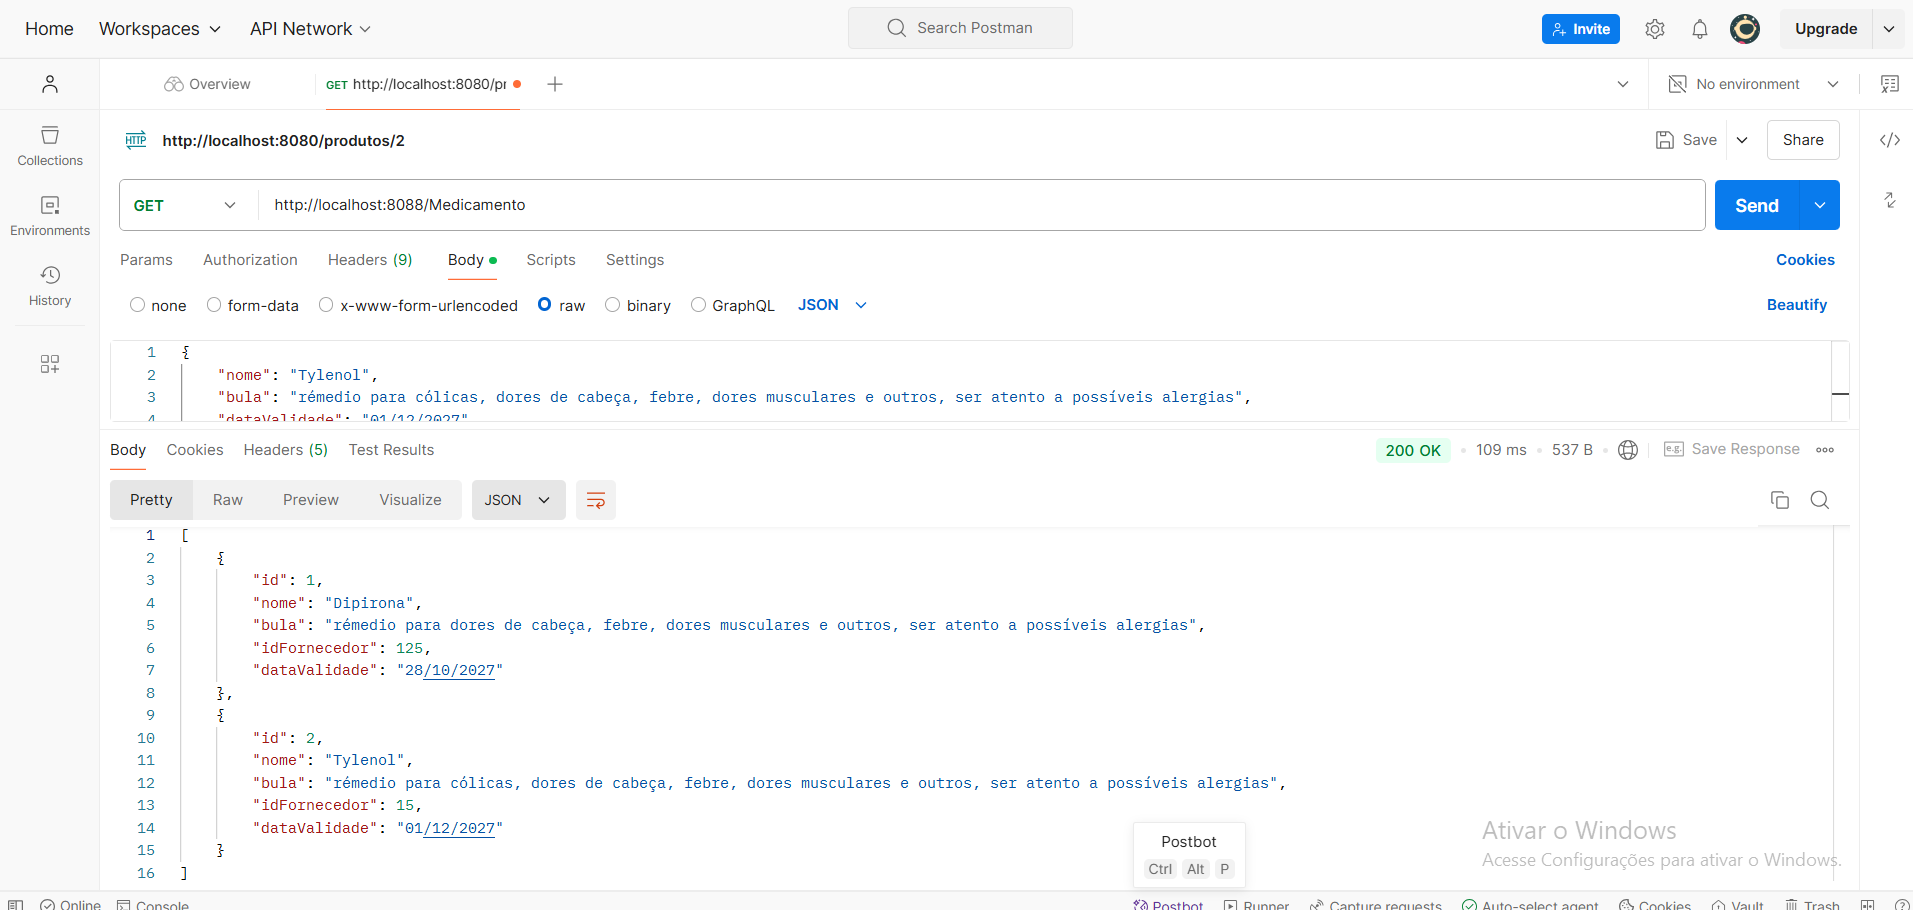 Home Workspaces API Network Search Postman Invite Upgrade
Overview GET http://localhost:8080/pr No environment
HTTP http://localhost:8080/produtos/2 Save Share
GET http://localhost:8088/Medicamento Send
Params Authorization Headers (9) Body Scripts Settings Cookies
none form-data x-www-form-urlencoded raw binary GraphQL JSON Beautify
Collections
Environments
History
1 {
2 "nome": "Tylenol",
3 "bula": "rémedio para cólicas, dores de cabeça, febre, dores musculares e outros, ser atento a possíveis alergias",
4 "dataValidade": "01/12/2027"
Body Cookies Headers (5) Test Results 200 OK 109 ms 537 B e.g. Save Response
Pretty Raw Preview Visualize JSON
1 [
2 {
3 "id": 1,
4 "nome": "Dipirona",
5 "bula": "rémedio para dores de cabeça, febre, dores musculares e outros, ser atento a possíveis alergias",
6 "idFornecedor": 125,
7 "dataValidade": "28/10/2027"
8 },
9 {
10 "id": 2,
11 "nome": "Tylenol",
12 "bula": "rémedio para cólicas, dores de cabeça, febre, dores musculares e outros, ser atento a possíveis alergias",
13 "idFornecedor": 15,
14 "dataValidade": "01/12/2027"
15 }
16 ]
Postbot
Ctrl Alt P
Ativar o Windows
Acesse Configurações para ativar o Windows.
Online Console Postbot Runner Capture requests Auto-select agent Cookies Vault Trash